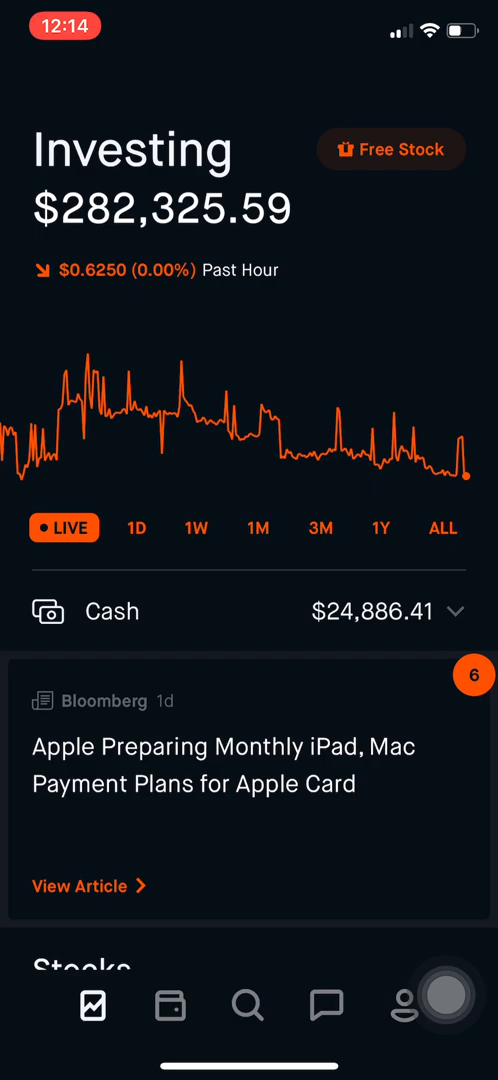 12:14
Investing
Free Stock
$282,325.59
$0.6250 (0.00%) Past Hour
LIVE
1D
1W
1M
3M
1Y
ALL
Cash
$24,886.41
6
Bloomberg 1d
Apple Preparing Monthly iPad, Mac
Payment Plans for Apple Card
View Article
Stocks